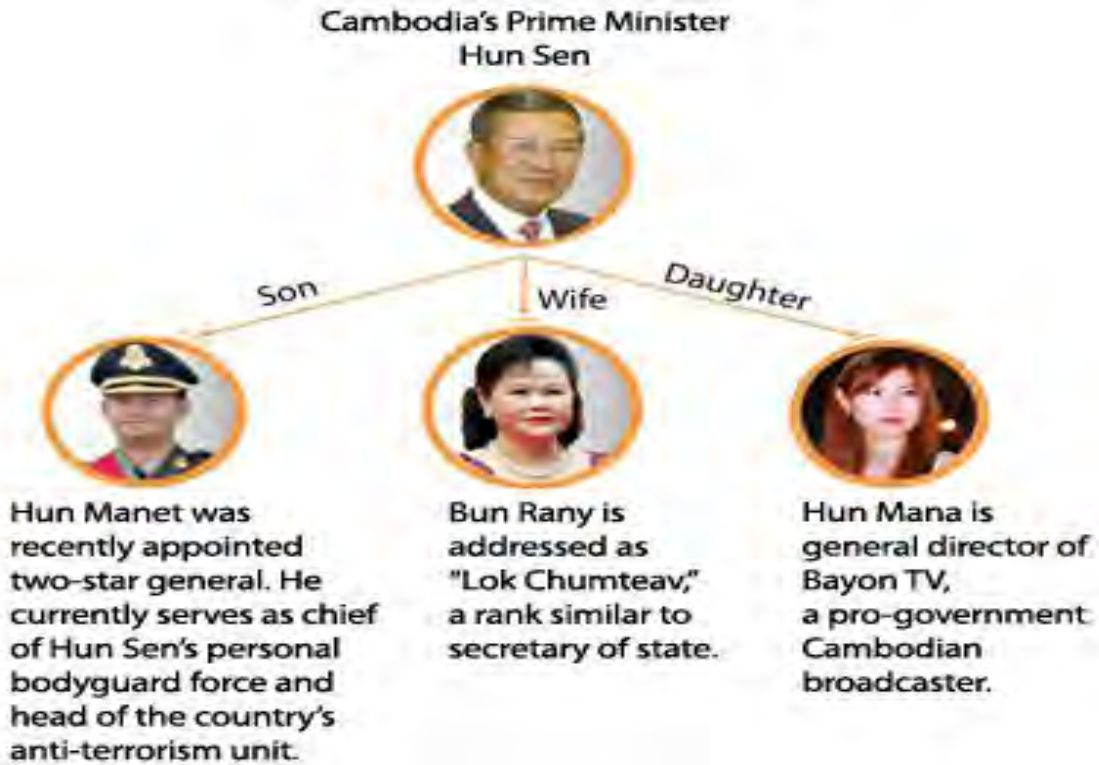 Cambodia's Prime Minister
Hun Sen
Son
Wife
Daughter
Hun Manet was
recently appointed
two-star general. He
currently serves as chief
of Hun Sen's personal
bodyguard force and
head of the country's
anti-terrorism unit.
Bun Rany is
addressed as
"Lok Chumteav,"
a rank similar to
secretary of state.
Hun Mana is
general director of
Bayon TV,
a pro-government
Cambodian
broadcaster.